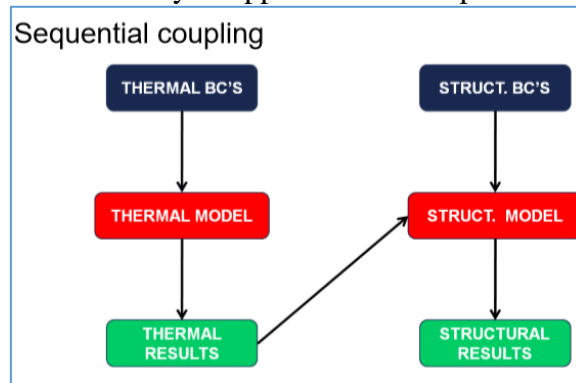 Sequential coupling
THERMAL BC'S
STRUCT. BC'S
THERMAL MODEL
STRUCT. MODEL
THERMAL
RESULTS
STRUCTURAL
RESULTS